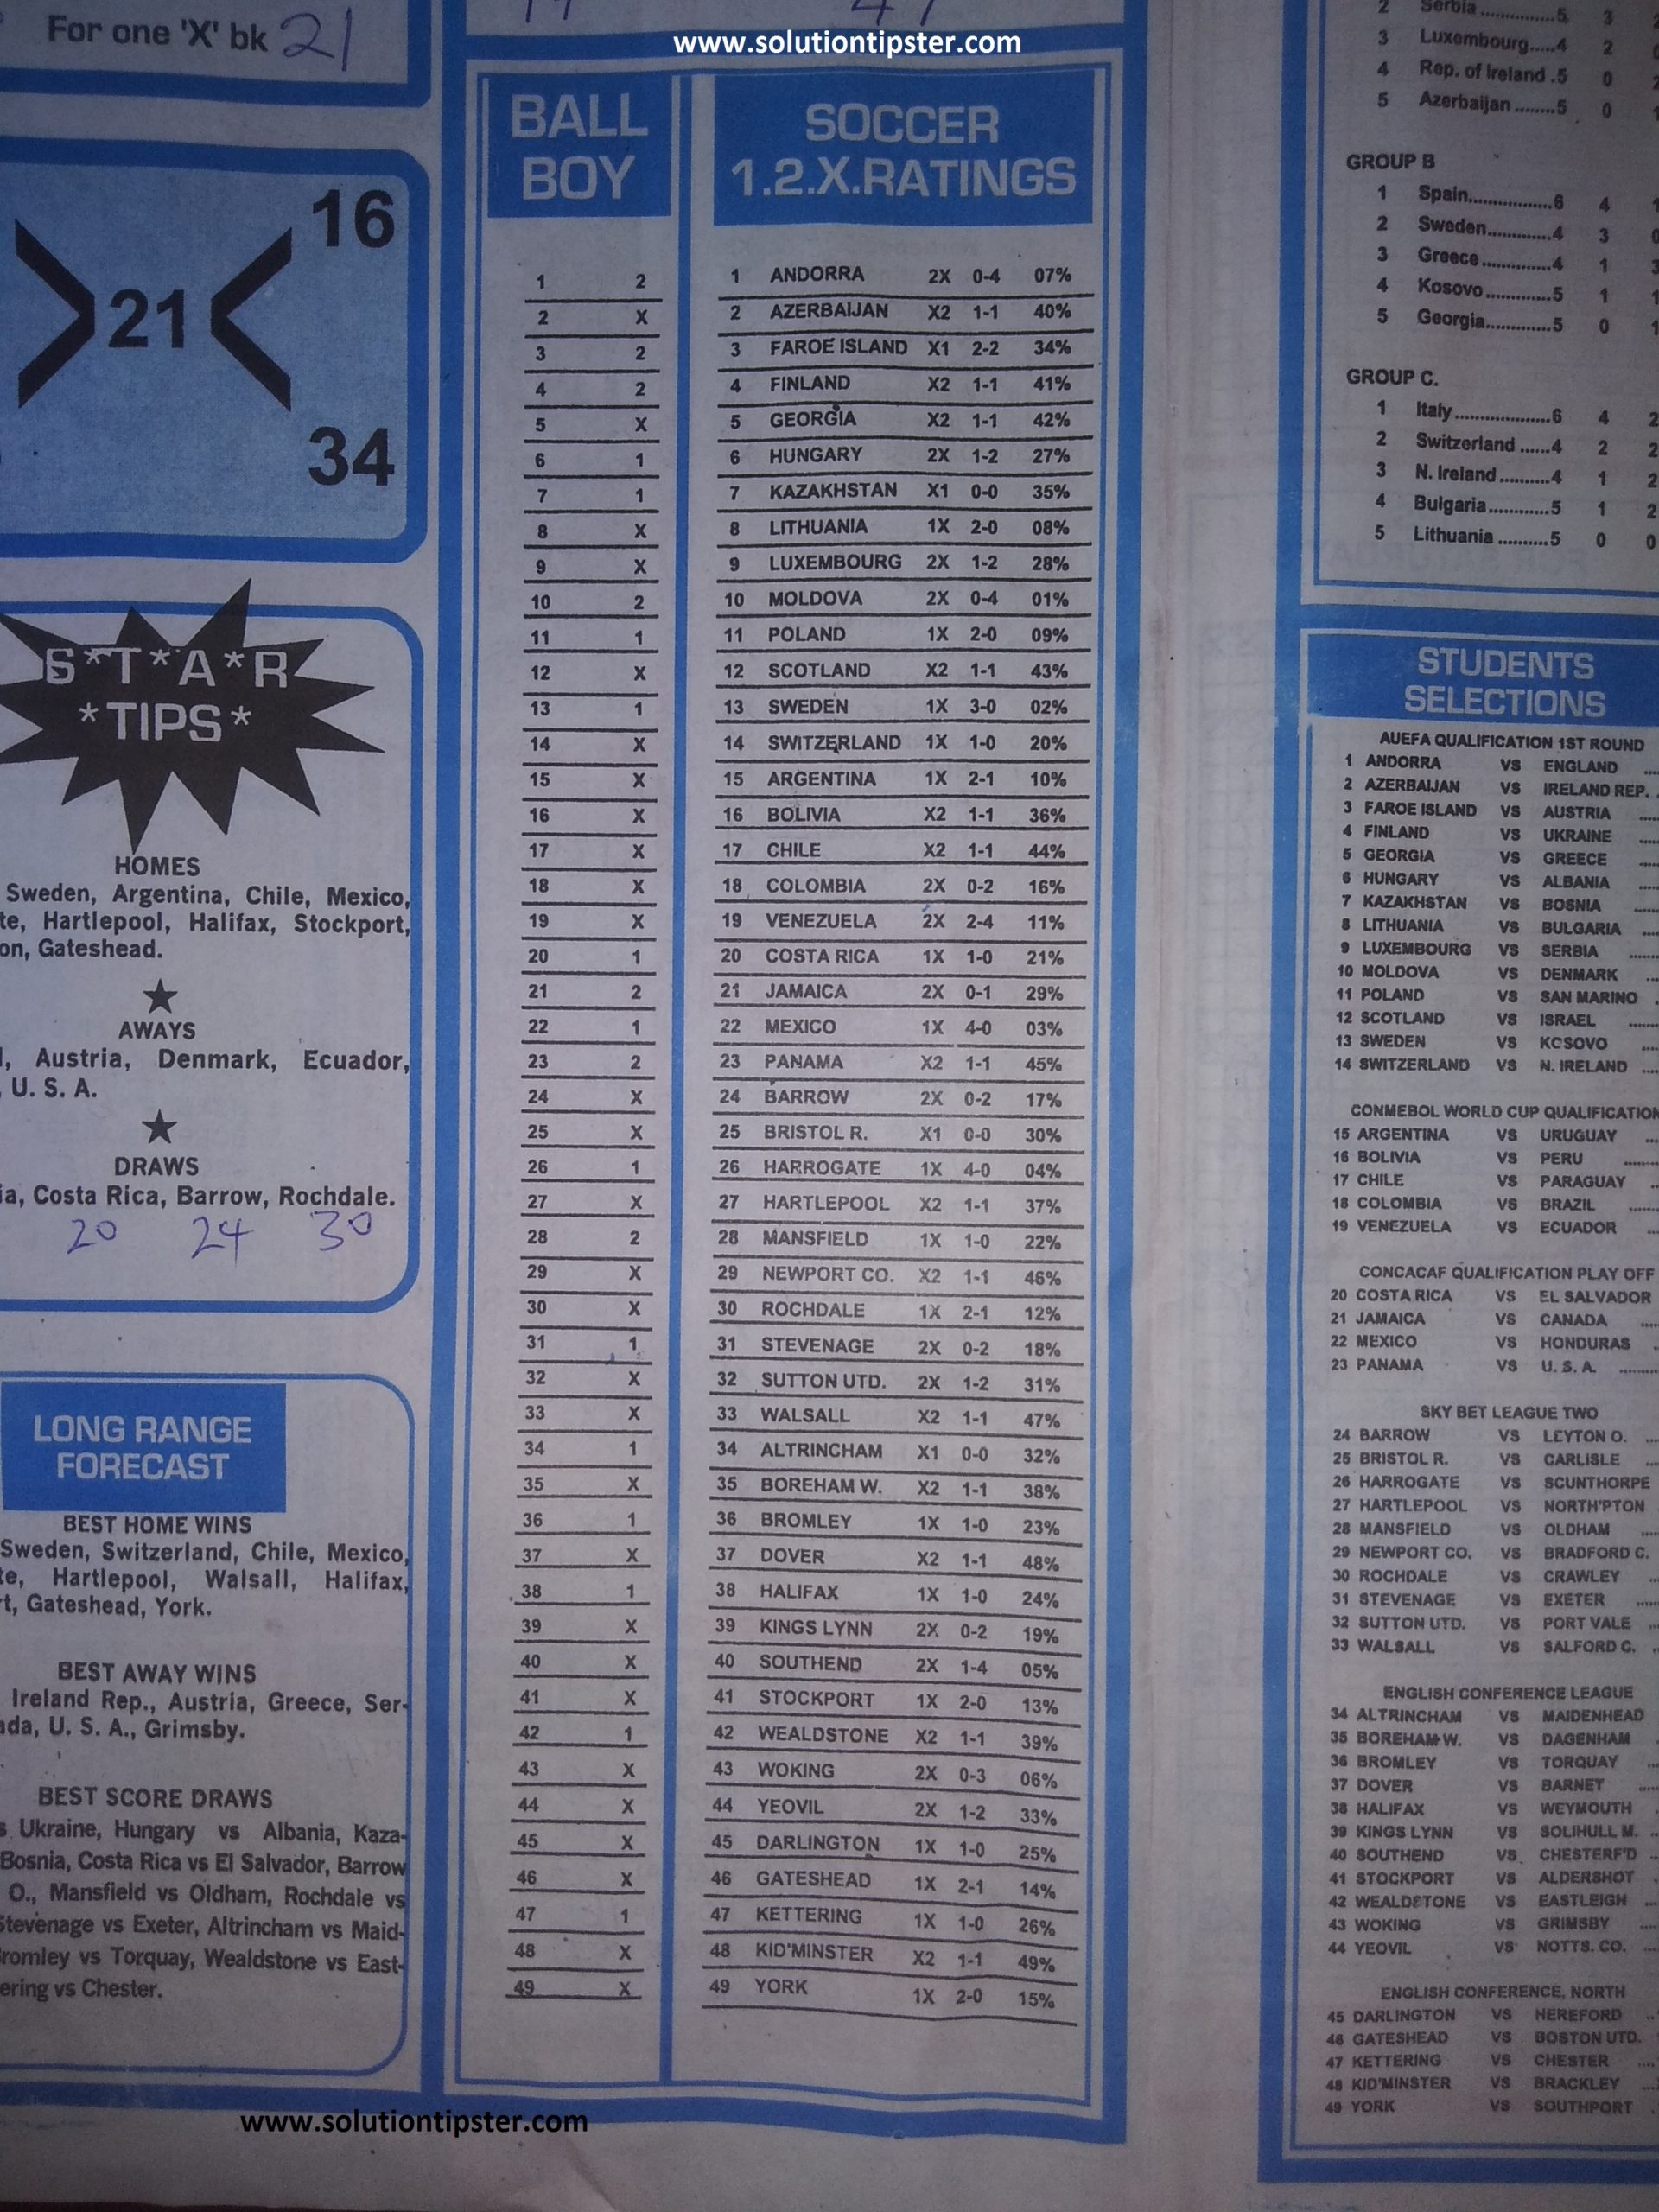 For one 'X' bk 21
www.solutiontipster.com
16
21
34
S*T*A*R
*TIPS*
HOMES
Sweden, Argentina, Chile, Mexico,
Hartlepool, Halifax, Stockport,
Gateshead.
AWAYS
Austria, Denmark, Ecuador,
U. S. A.
DRAWS
Costa Rica, Barrow, Rochdale.
20 24 30
LONG RANGE
FORECAST
BEST HOME WINS
Sweden, Switzerland, Chile, Mexico,
Hartlepool, Walsall, Halifax,
Gateshead, York.
BEST AWAY WINS
Ireland Rep., Austria, Greece, Ser-
U. S. A., Grimsby.
BEST SCORE DRAWS
Ukraine, Hungary vs Albania, Kaza-
Bosnia, Costa Rica vs El Salvador, Barrow
O., Mansfield vs Oldham, Rochdale vs
Stevenage vs Exeter, Altrincham vs Maid-
Bromley vs Torquay, Wealdstone vs East-
vs Chester.
BALL
BOY
1 2
2 X
3 2
4 2
5 X
6 1
7 1
8 X
9 X
10 2
11 1
12 X
13 1
14 X
15 X
16 X
17 X
18 X
19 X
20 1
21 2
22 1
23 2
24 X
25 X
26 1
27 X
28 2
29 X
30 X
31 1
32 X
33 X
34 1
35 X
36 1
37 X
38 1
39 X
40 X
41 X
42 1
43 X
44 X
45 X
46 X
47 1
48 X
49 X
SOCCER
1.2.X.RATINGS
1 ANDORRA 2X 0-4 07%
2 AZERBAIJAN X2 1-1 40%
3 FAROE ISLAND X1 2-2 34%
4 FINLAND X2 1-1 41%
5 GEORGIA X2 1-1 42%
6 HUNGARY 2X 1-2 27%
7 KAZAKHSTAN X1 0-0 35%
8 LITHUANIA 1X 2-0 08%
9 LUXEMBOURG 2X 1-2 28%
10 MOLDOVA 2X 0-4 01%
11 POLAND 1X 2-0 09%
12 SCOTLAND X2 1-1 43%
13 SWEDEN 1X 3-0 02%
14 SWITZERLAND 1X 1-0 20%
15 ARGENTINA 1X 2-1 10%
16 BOLIVIA X2 1-1 36%
17 CHILE X2 1-1 44%
18 COLOMBIA 2X 0-2 16%
19 VENEZUELA 2X 2-4 11%
20 COSTA RICA 1X 1-0 21%
21 JAMAICA 2X 0-1 29%
22 MEXICO 1X 4-0 03%
23 PANAMA X2 1-1 45%
24 BARROW 2X 0-2 17%
25 BRISTOL R. X1 0-0 30%
26 HARROGATE 1X 4-0 04%
27 HARTLEPOOL X2 1-1 37%
28 MANSFIELD 1X 1-0 22%
29 NEWPORT CO. X2 1-1 46%
30 ROCHDALE 1X 2-1 12%
31 STEVENAGE 2X 0-2 18%
32 SUTTON UTD. 2X 1-2 31%
33 WALSALL X2 1-1 47%
34 ALTRINCHAM X1 0-0 32%
35 BOREHAM W. X2 1-1 38%
36 BROMLEY 1X 1-0 23%
37 DOVER X2 1-1 48%
38 HALIFAX 1X 1-0 24%
39 KINGS LYNN 2X 0-2 19%
40 SOUTHEND 2X 1-4 05%
41 STOCKPORT 1X 2-0 13%
42 WEALDSTONE X2 1-1 39%
43 WOKING 2X 0-3 06%
44 YEOVIL 2X 1-2 33%
45 DARLINGTON 1X 1-0 25%
46 GATESHEAD 1X 2-1 14%
47 KETTERING 1X 1-0 26%
48 KID'MINSTER X2 1-1 49%
49 YORK 1X 2-0 15%
2 Serbia ..............5 3
3 Luxembourg.....4 2
4 Rep. of Ireland .5 0
5 Azerbaijan ........5 0
GROUP B
1 Spain.................6 4
2 Sweden.............4 3
3 Greece ..............4 1
4 Kosovo..............5 1
5 Georgia.............5 0
GROUP C.
1 Italy ..................6 4 2
2 Switzerland ......4 2 2
3 N. Ireland ..........4 1 2
4 Bulgaria............5 1 2
5 Lithuania ..........5 0 0
STUDENTS
SELECTIONS
AUEFA QUALIFICATION 1ST ROUND
1 ANDORRA VS ENGLAND ....
2 AZERBAIJAN VS IRELAND REP. .
3 FAROE ISLAND VS AUSTRIA .....
4 FINLAND VS UKRAINE ....
5 GEORGIA VS GREECE ....
6 HUNGARY VS ALBANIA ....
7 KAZAKHSTAN VS BOSNIA .....
8 LITHUANIA VS BULGARIA ....
9 LUXEMBOURG VS SERBIA ......
10 MOLDOVA VS DENMARK ...
11 POLAND VS SAN MARINO .
12 SCOTLAND VS ISRAEL .......
13 SWEDEN VS KOSOVO ....
14 SWITZERLAND VS N. IRELAND ....
CONMEBOL WORLD CUP QUALIFICATION
15 ARGENTINA VS URUGUAY ...
16 BOLIVIA VS PERU ........
17 CHILE VS PARAGUAY ..
18 COLOMBIA VS BRAZIL ......
19 VENEZUELA VS ECUADOR ...
CONCACAF QUALIFICATION PLAY OFF
20 COSTA RICA VS EL SALVADOR
21 JAMAICA VS CANADA ....
22 MEXICO VS HONDURAS .
23 PANAMA VS U. S. A. ........
SKY BET LEAGUE TWO
24 BARROW VS LEYTON O. ...
25 BRISTOL R. VS CARLISLE ...
26 HARROGATE VS SCUNTHORPE
27 HARTLEPOOL VS NORTH'PTON
28 MANSFIELD VS OLDHAM ....
29 NEWPORT CO. VS BRADFORD C.
30 ROCHDALE VS CRAWLEY ...
31 STEVENAGE VS EXETER .....
32 SUTTON UTD. VS PORT VALE ..
33 WALSALL VS SALFORD C. .
ENGLISH CONFERENCE LEAGUE
34 ALTRINCHAM VS MAIDENHEAD
35 BOREHAM W. VS DAGENHAM
36 BROMLEY VS TORQUAY ...
37 DOVER VS BARNET ....
38 HALIFAX VS WEYMOUTH .
39 KINGS LYNN VS SOLIHULL M. .
40 SOUTHEND VS CHESTERF'D ..
41 STOCKPORT VS ALDERSHOT .
42 WEALDSTONE VS EASTLEIGH ...
43 WOKING VS GRIMSBY ....
44 YEOVIL VS NOTTS. CO. ...
ENGLISH CONFERENCE, NORTH
45 DARLINGTON VS HEREFORD ..
46 GATESHEAD VS BOSTON UTD. .
47 KETTERING VS CHESTER ....
48 KID'MINSTER VS BRACKLEY ...
49 YORK VS SOUTHPORT .
www.solutiontipster.com